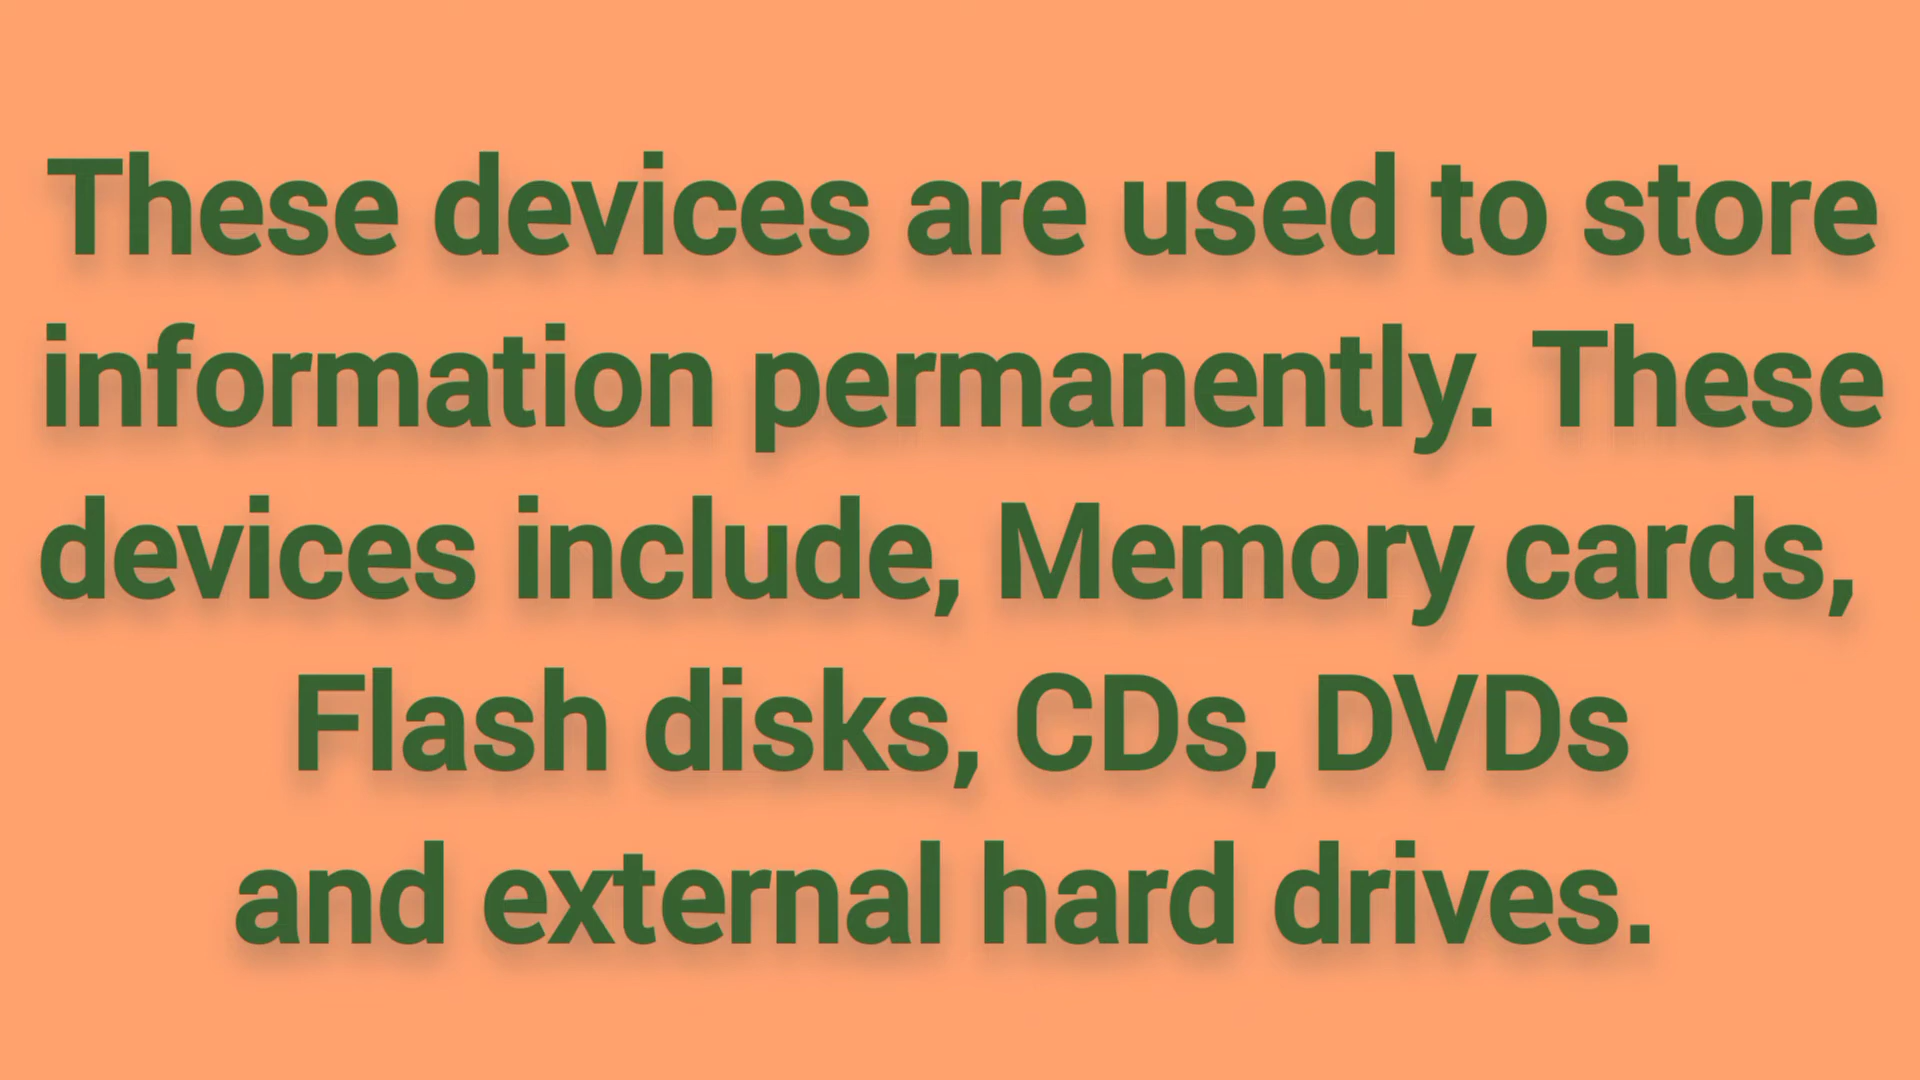 These devices are used to store
information permanently. These
devices include, Memory cards,
Flash disks, CDs, DVDs
and external hard drives.